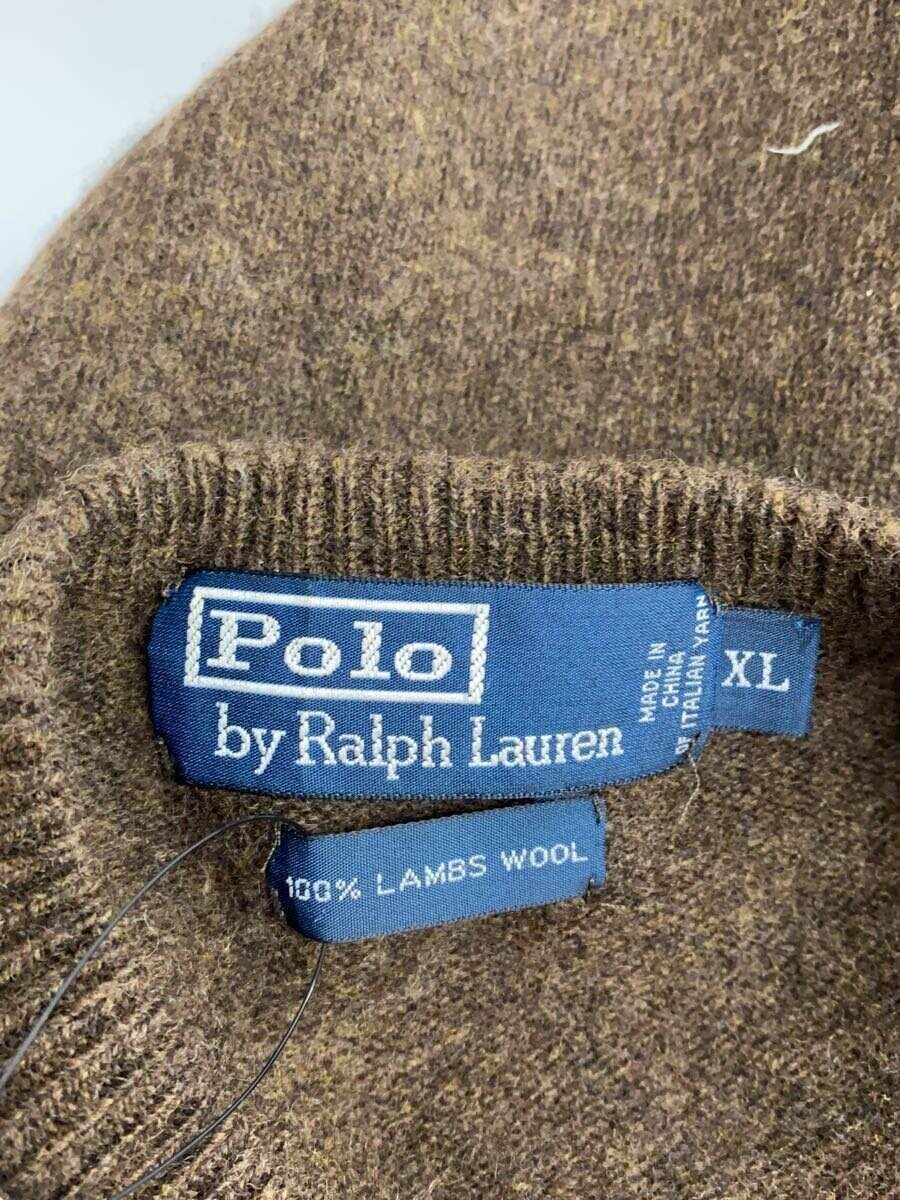 Polo
by Ralph Lauren
MADE IN
CHINA
OF ITALIAN YARN
XL
100% LAMBS WOOL